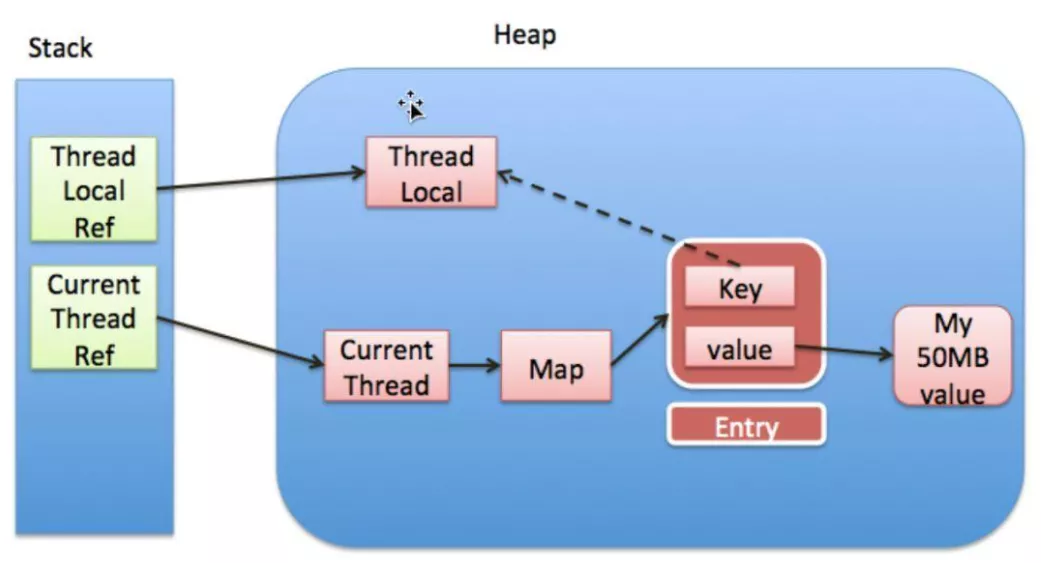 Stack
Heap
Thread
Local
Ref
Thread
Local
Current
Thread
Ref
Key
value
Current
Thread
Map
My
50MB
value
Entry